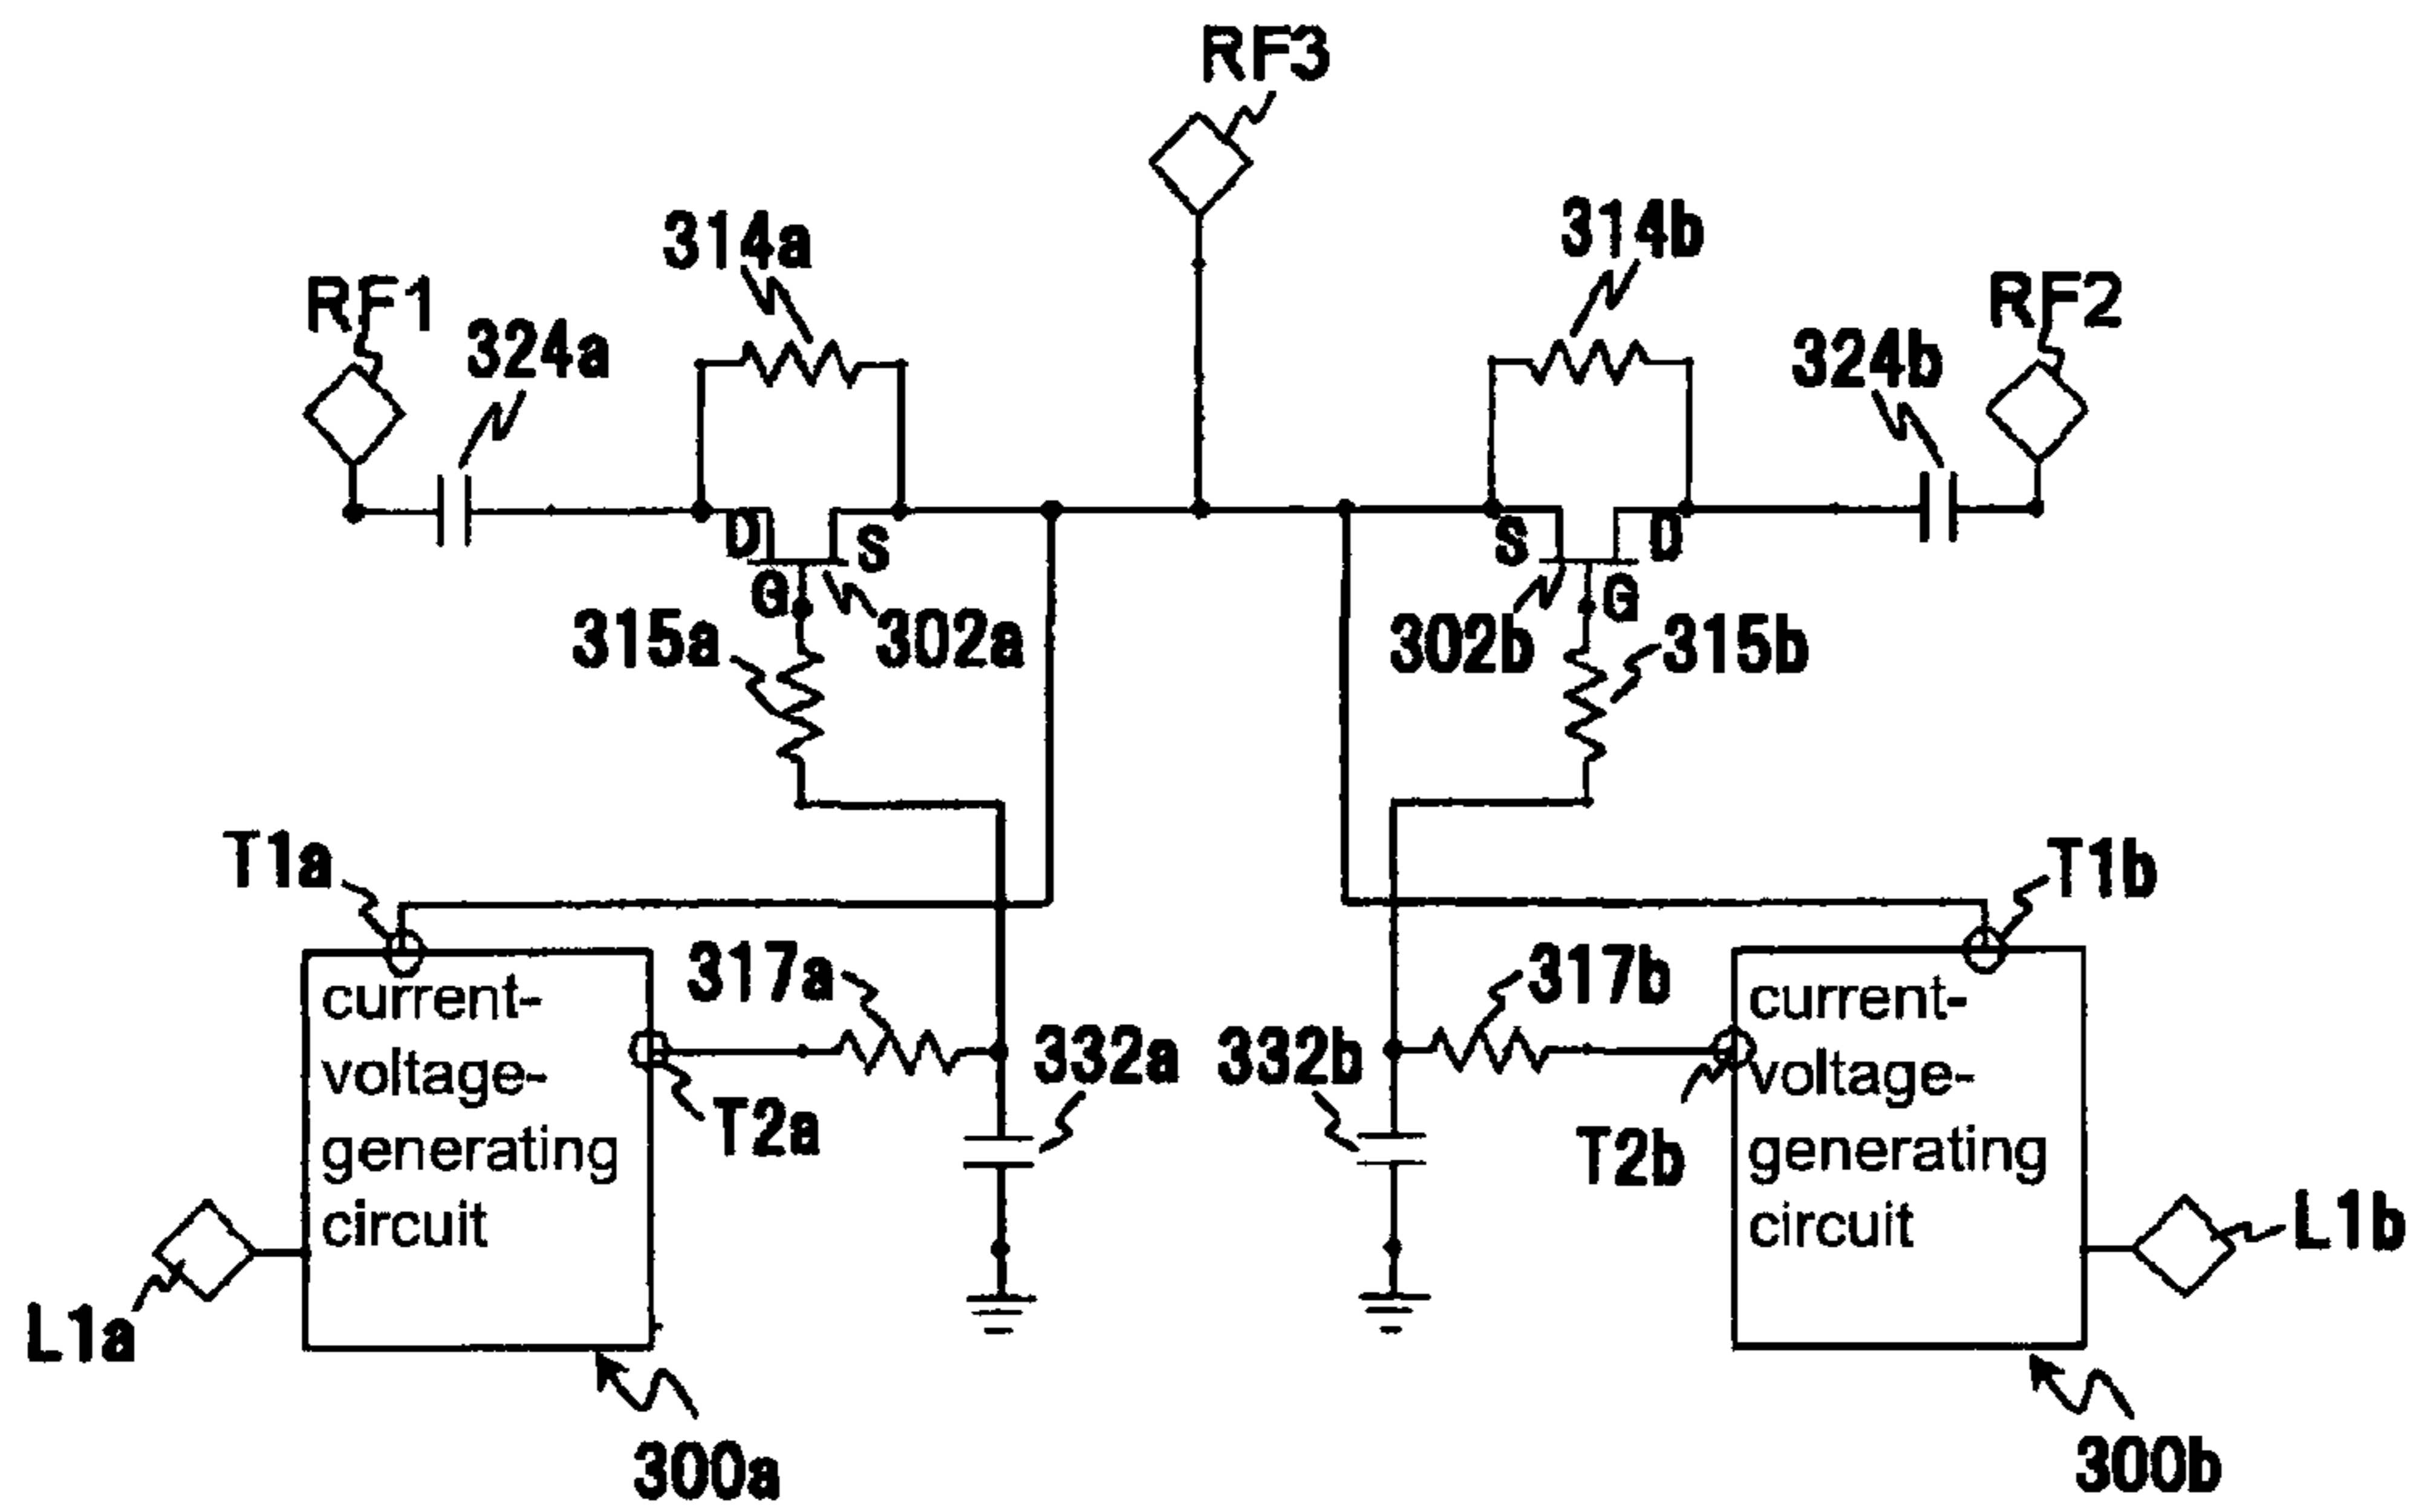 RF3
314a
314b
RF1
RF2
324a
324b
D
S
S
D
G
G
315a
302a
302b
315b
T1a
T1b
317a
317b
current-
voltage-
generating
circuit
332a
332b
current-
voltage-
generating
circuit
T2a
T2b
L1a
L1b
300a
300b